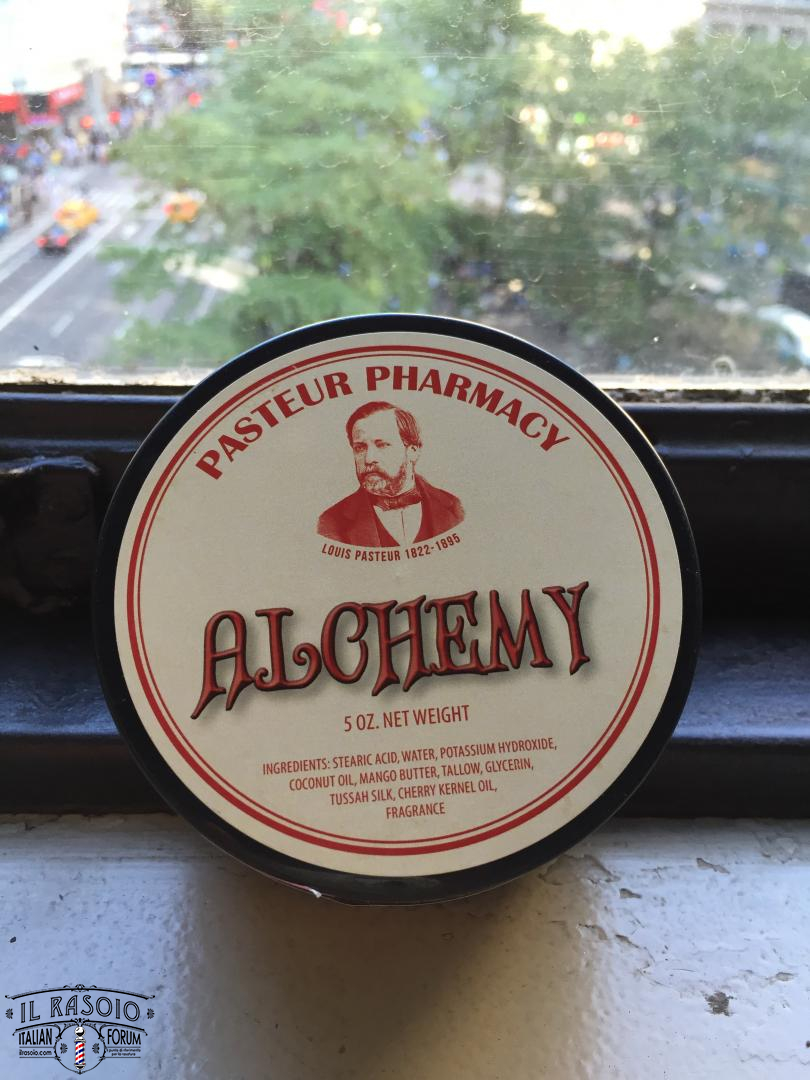 PASTEUR PHARMACY
LOUIS PASTEUR 1822-1895
ALCHEMY
5 OZ. NET WEIGHT
INGREDIENTS: STEARIC ACID, WATER, POTASSIUM HYDROXIDE,
COCONUT OIL, MANGO BUTTER, TALLOW, GLYCERIN,
TUSSAH SILK, CHERRY KERNEL OIL,
FRAGRANCE
IL RASOIO
ITALIAN FORUM
ilrasoio.com